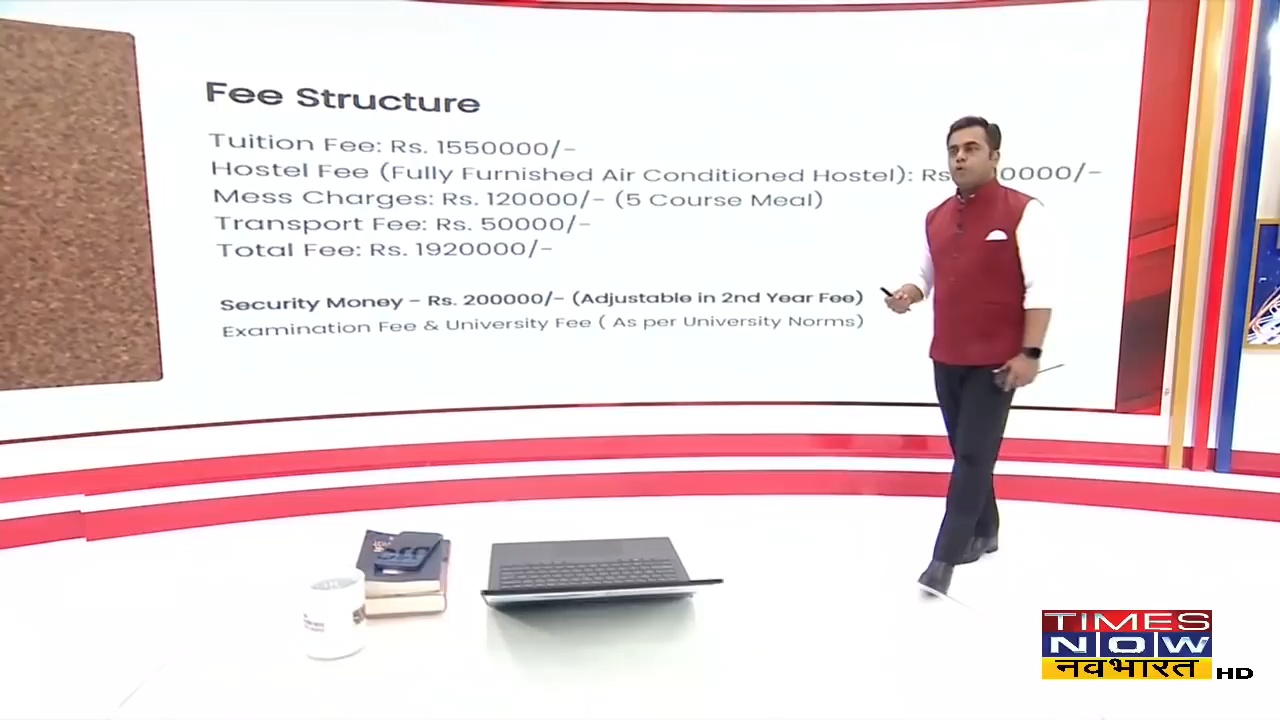 Fee Structure
Tuition Fee: Rs. 1550000/-
Hostel Fee (Fully Furnished Air Conditioned Hostel): Rs 0000/-
Mess Charges: Rs. 120000/- (5 Course Meal)
Transport Fee: Rs. 50000/-
Total Fee: Rs. 1920000/-
Security Money - Rs. 200000/- (Adjustable in 2nd Year Fee)
Examination Fee & University Fee ( As per University Norms)
TIMES
NOW
नवभारत HD